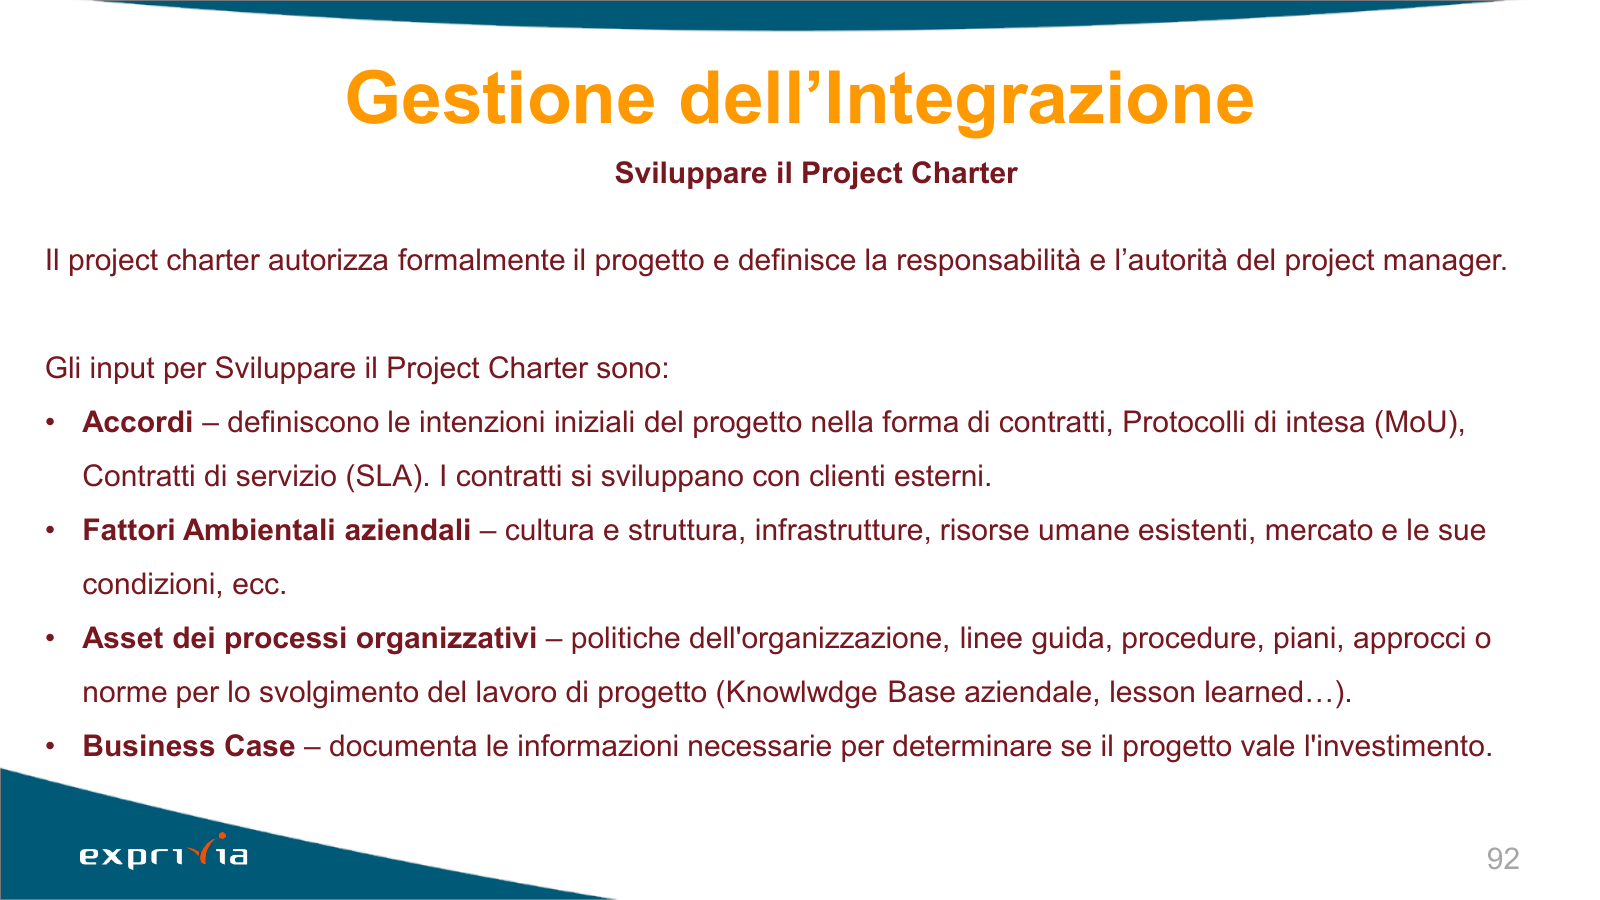 Gestione dell’Integrazione
Sviluppare il Project Charter
Il project charter autorizza formalmente il progetto e definisce la responsabilità e l’autorità del project manager.
Gli input per Sviluppare il Project Charter sono:
• Accordi – definiscono le intenzioni iniziali del progetto nella forma di contratti, Protocolli di intesa (MoU),
Contratti di servizio (SLA). I contratti si sviluppano con clienti esterni.
• Fattori Ambientali aziendali – cultura e struttura, infrastrutture, risorse umane esistenti, mercato e le sue
condizioni, ecc.
• Asset dei processi organizzativi – politiche dell'organizzazione, linee guida, procedure, piani, approcci o
norme per lo svolgimento del lavoro di progetto (Knowlwdge Base aziendale, lesson learned…).
• Business Case – documenta le informazioni necessarie per determinare se il progetto vale l'investimento.
exprivia
92